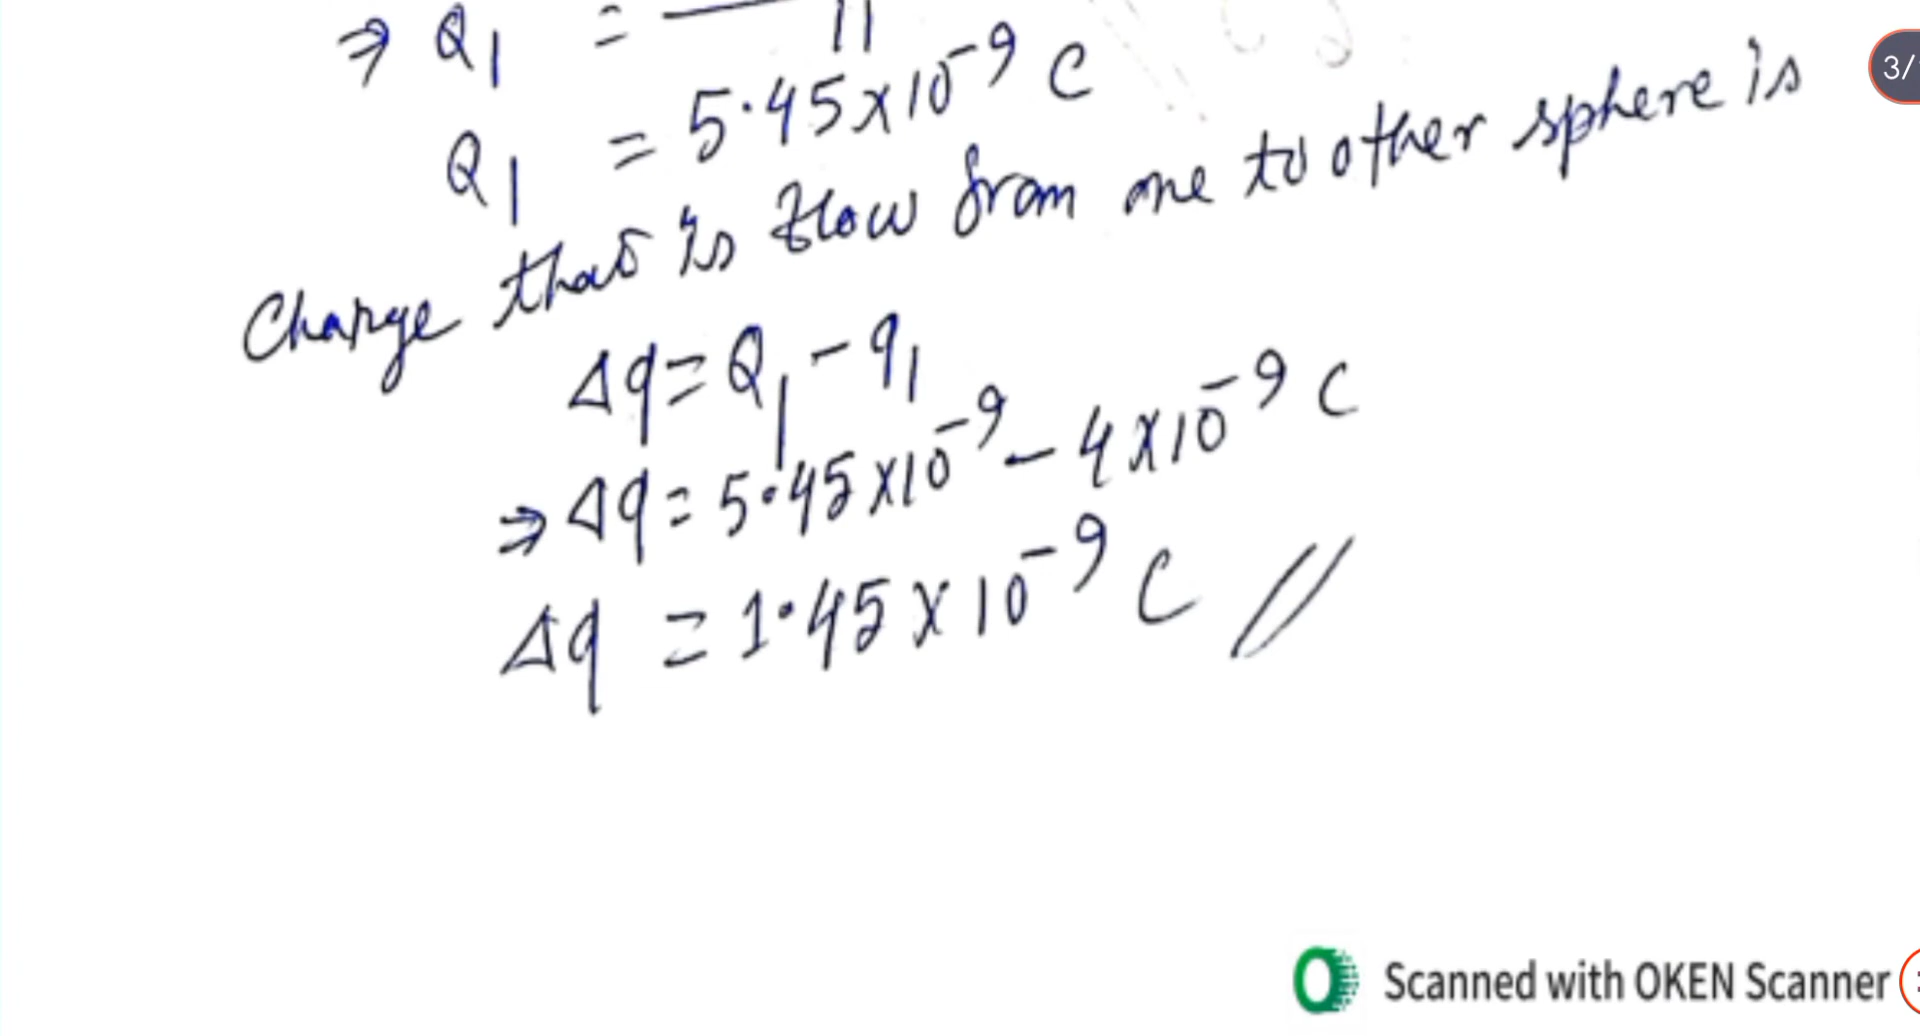 ⇒ Q₁ = 11
3/
Q₁ = 5.45×10⁻⁹ C
Charge that is flow from one to other sphere is
Δq = Q₁ - q₁
⇒ Δq = 5.45×10⁻⁹ - 4×10⁻⁹ C
Δq = 1.45×10⁻⁹ C //
Scanned with OKEN Scanner